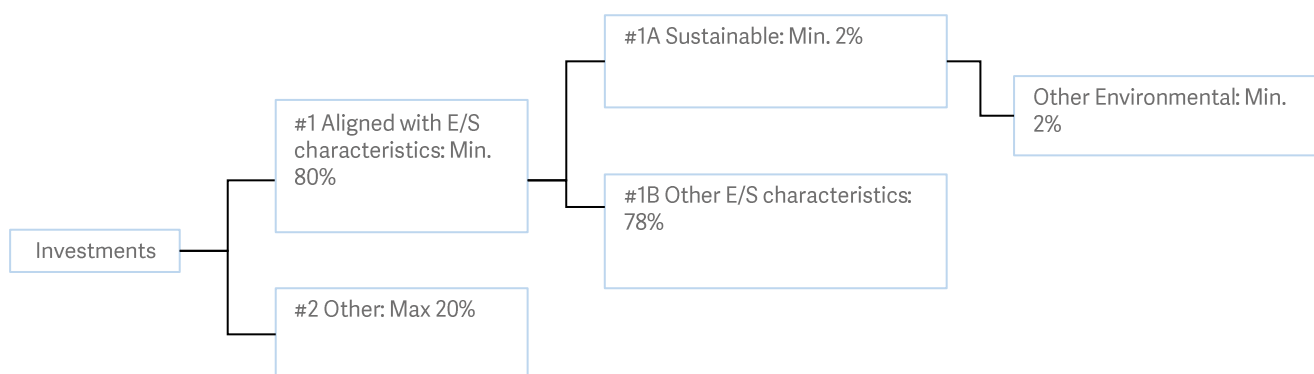 #1A Sustainable: Min. 2%
Other Environmental: Min.
2%
#1 Aligned with E/S
characteristics: Min.
80%
#1B Other E/S characteristics:
78%
Investments
#2 Other: Max 20%